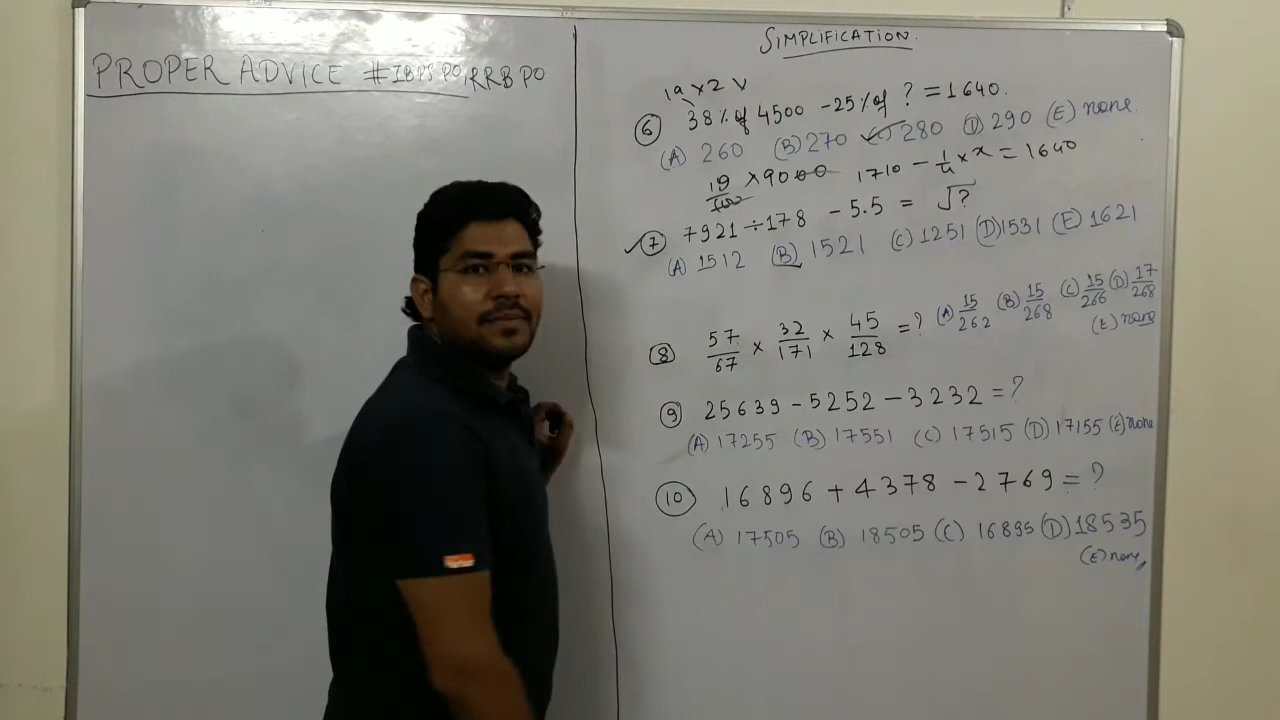 PROPER ADVICE #IBPS PO, RRB PO
SIMPLIFICATION.
19×2
(6) 38% of 4500 - 25% of ? = 1640.
(A) 260 (B) 270 (C) 280 (D) 290 (E) none.
19/100 × 9000 1710 - 1/4 × x = 1640
(7) 7921 ÷ 178 - 5.5 = √?
(A) 1512 (B) 1521 (C) 1251 (D) 1531 (E) 1621
(8) 57/67 × 32/171 × 45/128 = ? (A) 15/262 (B) 15/268 (C) 15/266 (D) 17/268
(E) none
(9) 25639 - 5252 - 3232 = ?
(A) 17255 (B) 17551 (C) 17515 (D) 17155 (E) none
(10) 16896 + 4378 - 2769 = ?
(A) 17505 (B) 18505 (C) 16895 (D) 18535
(E) none